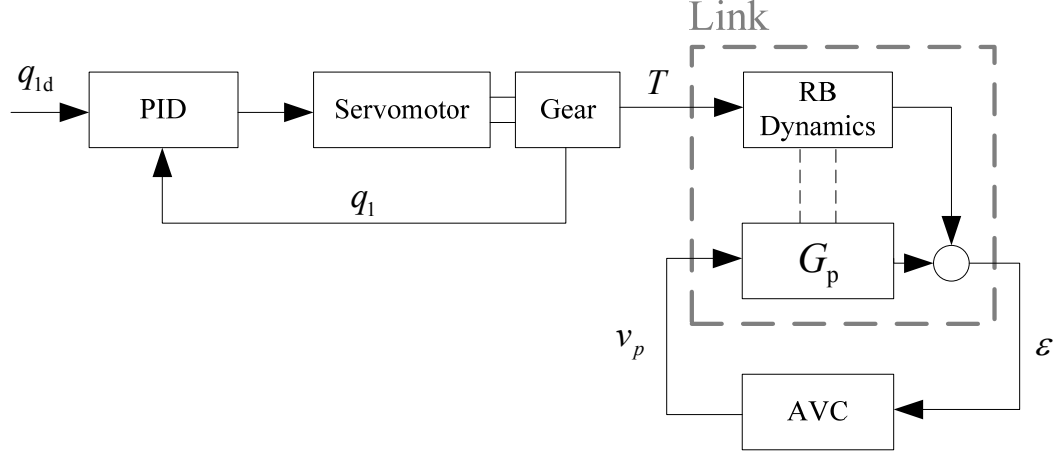 Link
q1d
PID
Servomotor
Gear
T
RB
Dynamics
q1
Gp
vp
ε
AVC